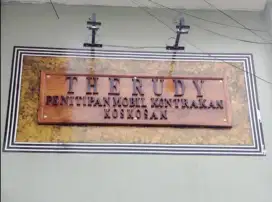 THERUDY
PENITIPAN MOBIL KONTRAKAN
KOSKOSAN